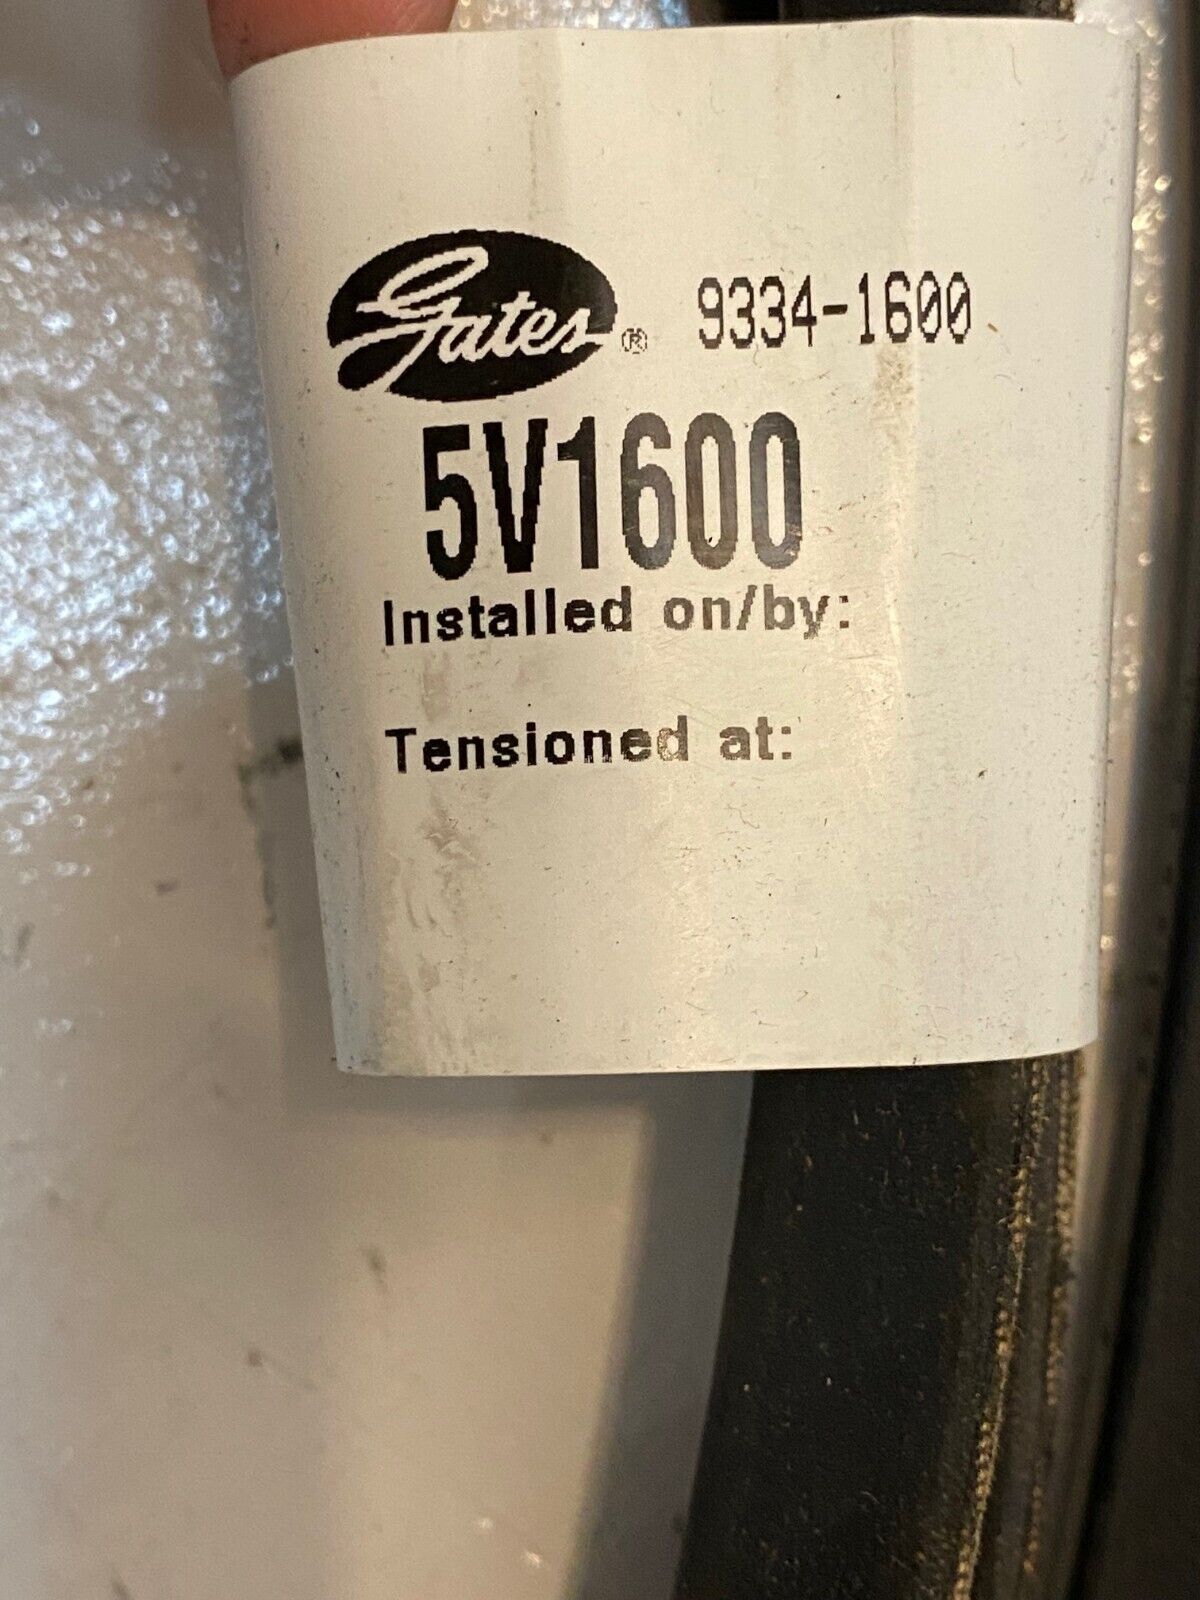 Gates® 9334-1600
5V1600
Installed on/by:
Tensioned at: